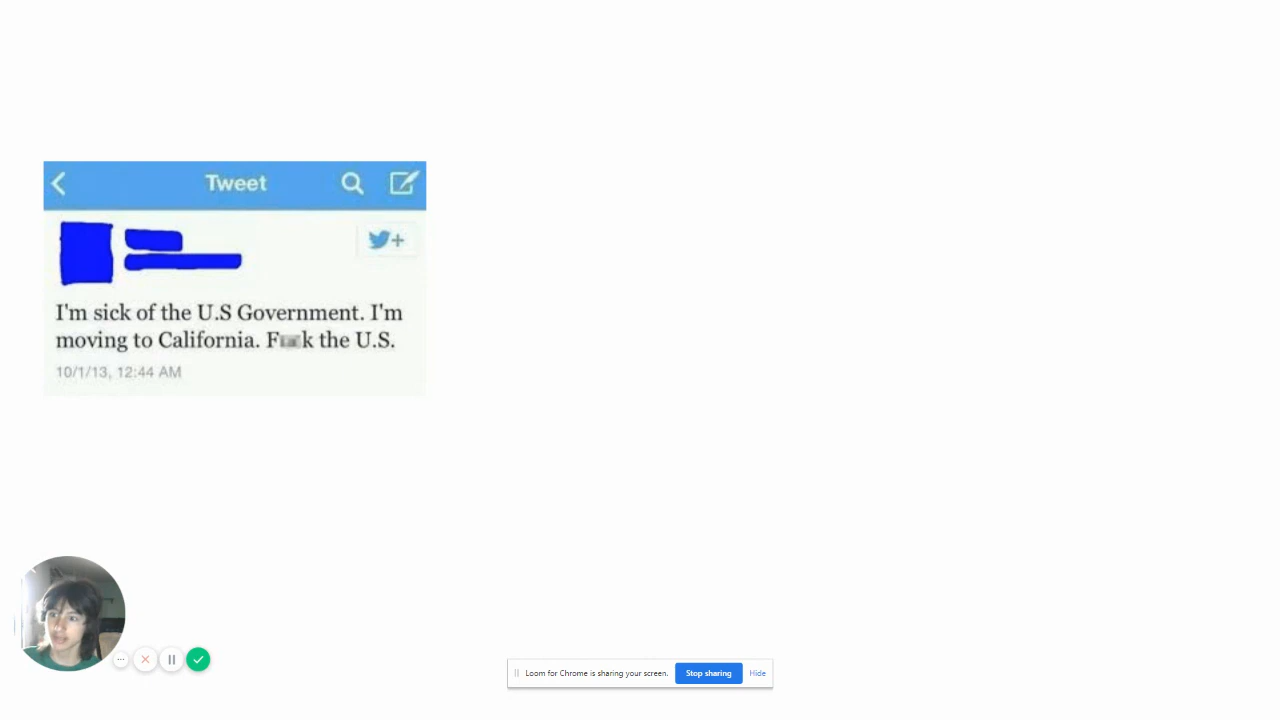 Tweet
I'm sick of the U.S Government. I'm
moving to California. F k the U.S.
10/1/13, 12:44 AM
Loom for Chrome is sharing your screen. Stop sharing Hide